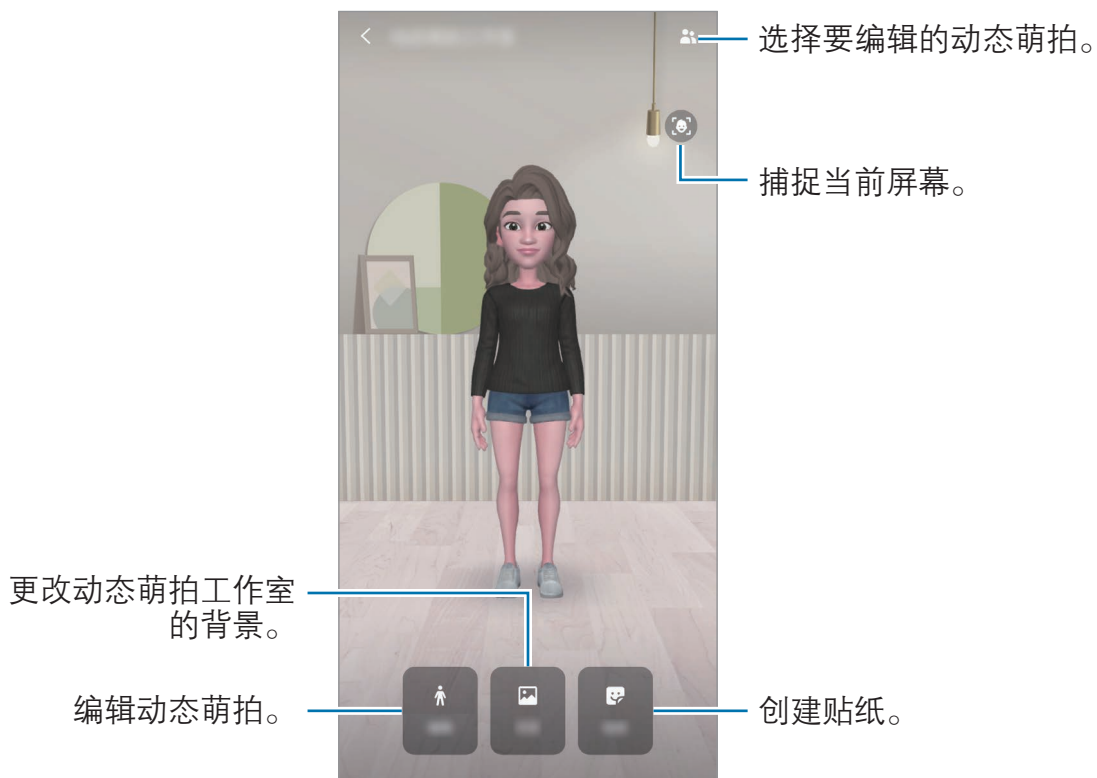 选择要编辑的动态萌拍。
捕捉当前屏幕。
更改动态萌拍工作室
的背景。
编辑动态萌拍。
创建贴纸。